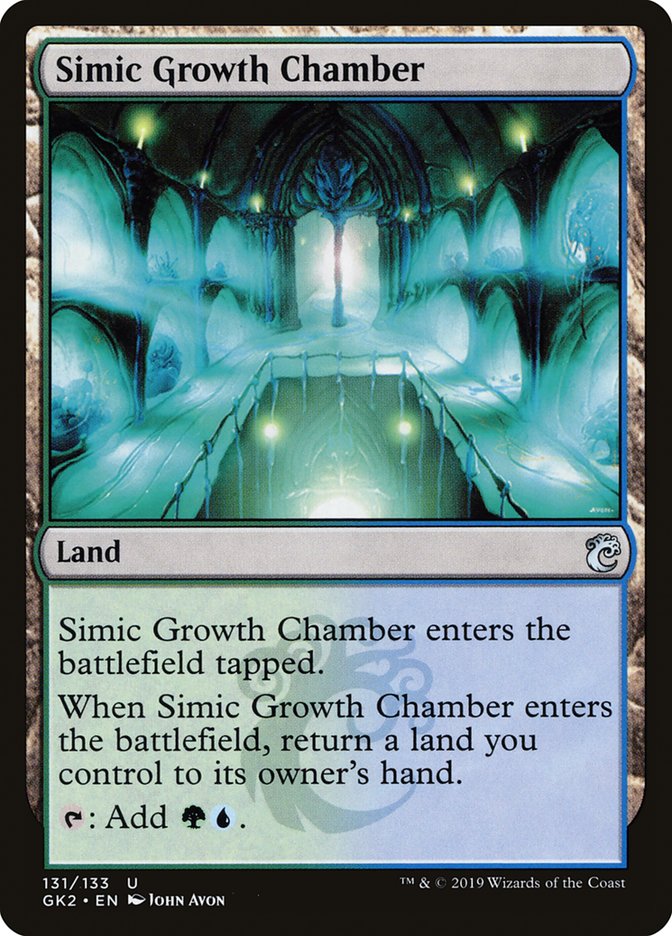 Simic Growth Chamber
AVON
Land
Simic Growth Chamber enters the
battlefield tapped.
When Simic Growth Chamber enters
the battlefield, return a land you
control to its owner's hand.
: Add .
131/133 U
GK2 • EN John Avon
™ & © 2019 Wizards of the Coast